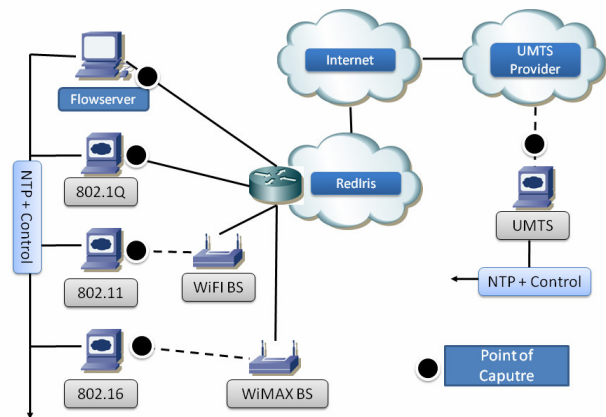 Internet
UMTS
Provider
Flowserver
802.1Q
RedIris
NTP + Control
UMTS
802.11
WiFI BS
NTP + Control
802.16
WiMAX BS
Point of
Caputre